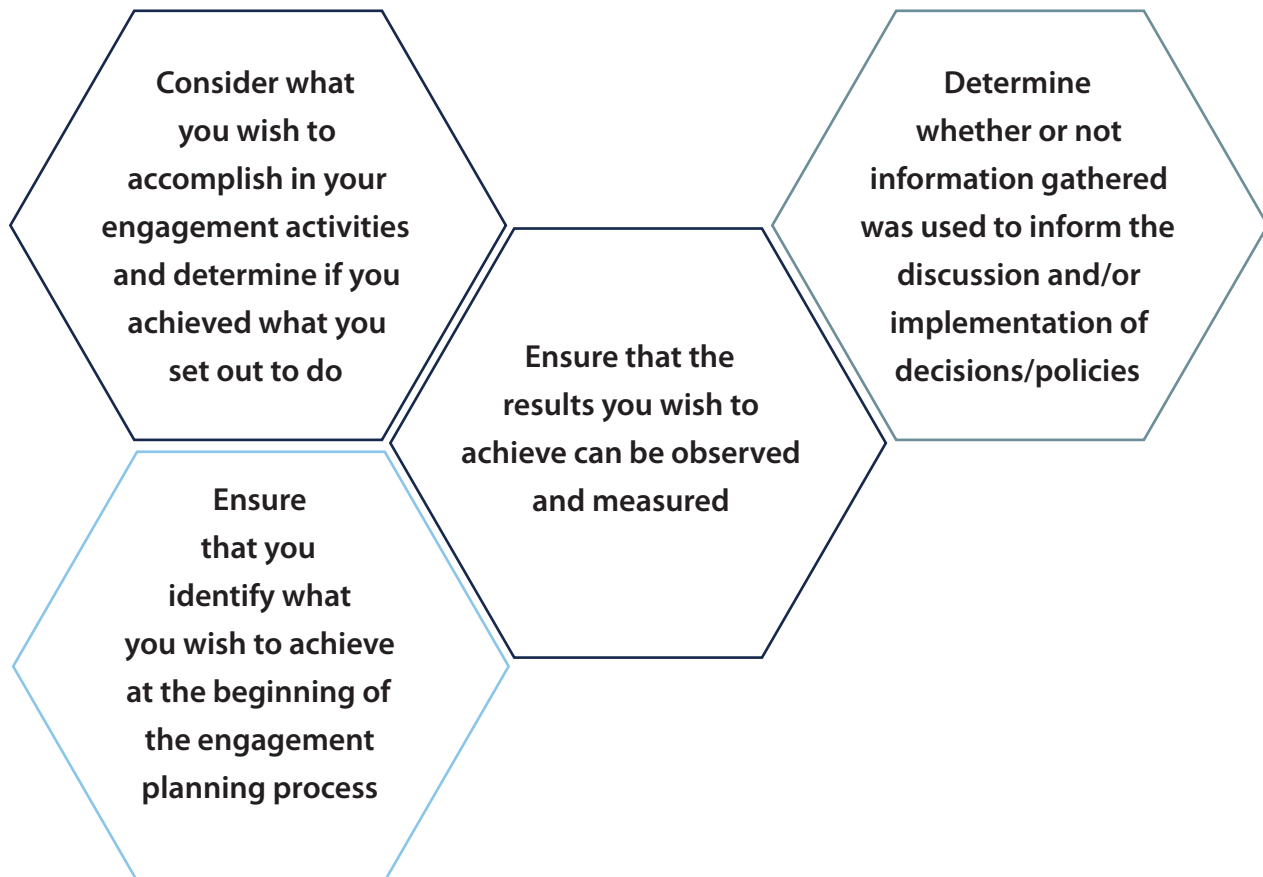 Consider what
you wish to
accomplish in your
engagement activities
and determine if you
achieved what you
set out to do
Determine
whether or not
information gathered
was used to inform the
discussion and/or
implementation of
decisions/policies
Ensure that the
results you wish to
achieve can be observed
and measured
Ensure
that you
identify what
you wish to achieve
at the beginning of
the engagement
planning process